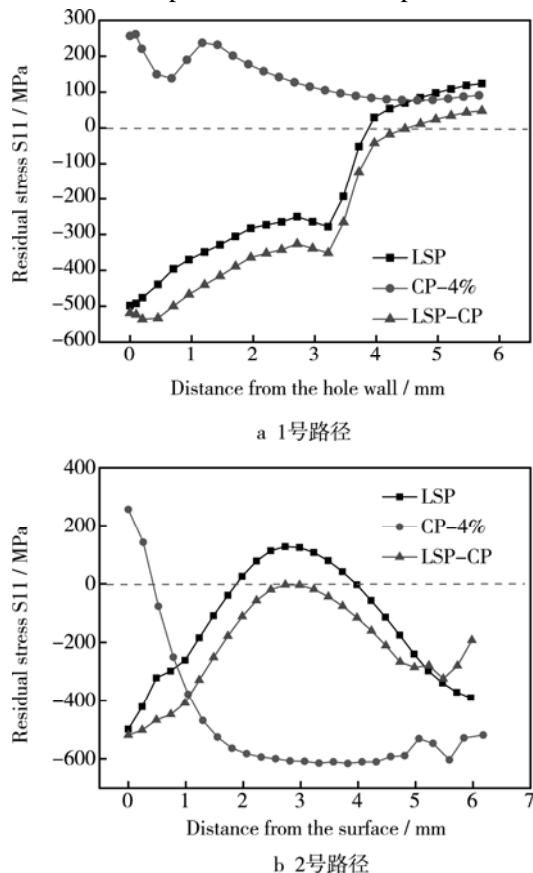 300
200
100
0
-100
-200
-300
-400
-500
-600
Residual stress S11 / MPa
LSP
CP-4%
LSP-CP
0 1 2 3 4 5 6
Distance from the hole wall / mm
a 1号路径
400
200
0
-200
-400
-600
Residual stress S11 / MPa
LSP
CP-4%
LSP-CP
0 1 2 3 4 5 6 7
Distance from the surface / mm
b 2号路径